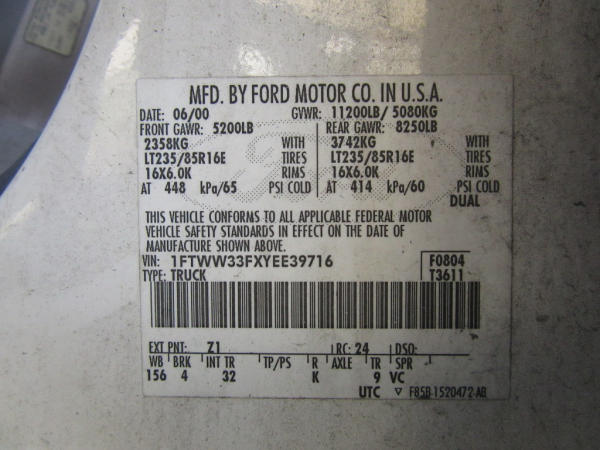 MFD. BY FORD MOTOR CO. IN U.S.A.
DATE: 06/00 GVWR: 11200LB/ 5080KG
FRONT GAWR: 5200LB REAR GAWR: 8250LB
2358KG WITH 3742KG WITH
LT235/85R16E TIRES LT235/85R16E TIRES
16X6.0K RIMS 16X6.0K RIMS
AT 448 kPa/65 PSI COLD AT 414 kPa/60 PSI COLD
DUAL
THIS VEHICLE CONFORMS TO ALL APPLICABLE FEDERAL MOTOR
VEHICLE SAFETY STANDARDS IN EFFECT ON THE DATE OF
MANUFACTURE SHOWN ABOVE.
VIN: 1FTWW33FXYEE39716 F0804
TYPE: TRUCK T3611
EXT PNT: Z1 RC: 24 DSO:
WB BRK INT TR TP/PS R AXLE TR SPR
156 4 32 K 9 VC
UTC ▽ F85B-1520472-AB